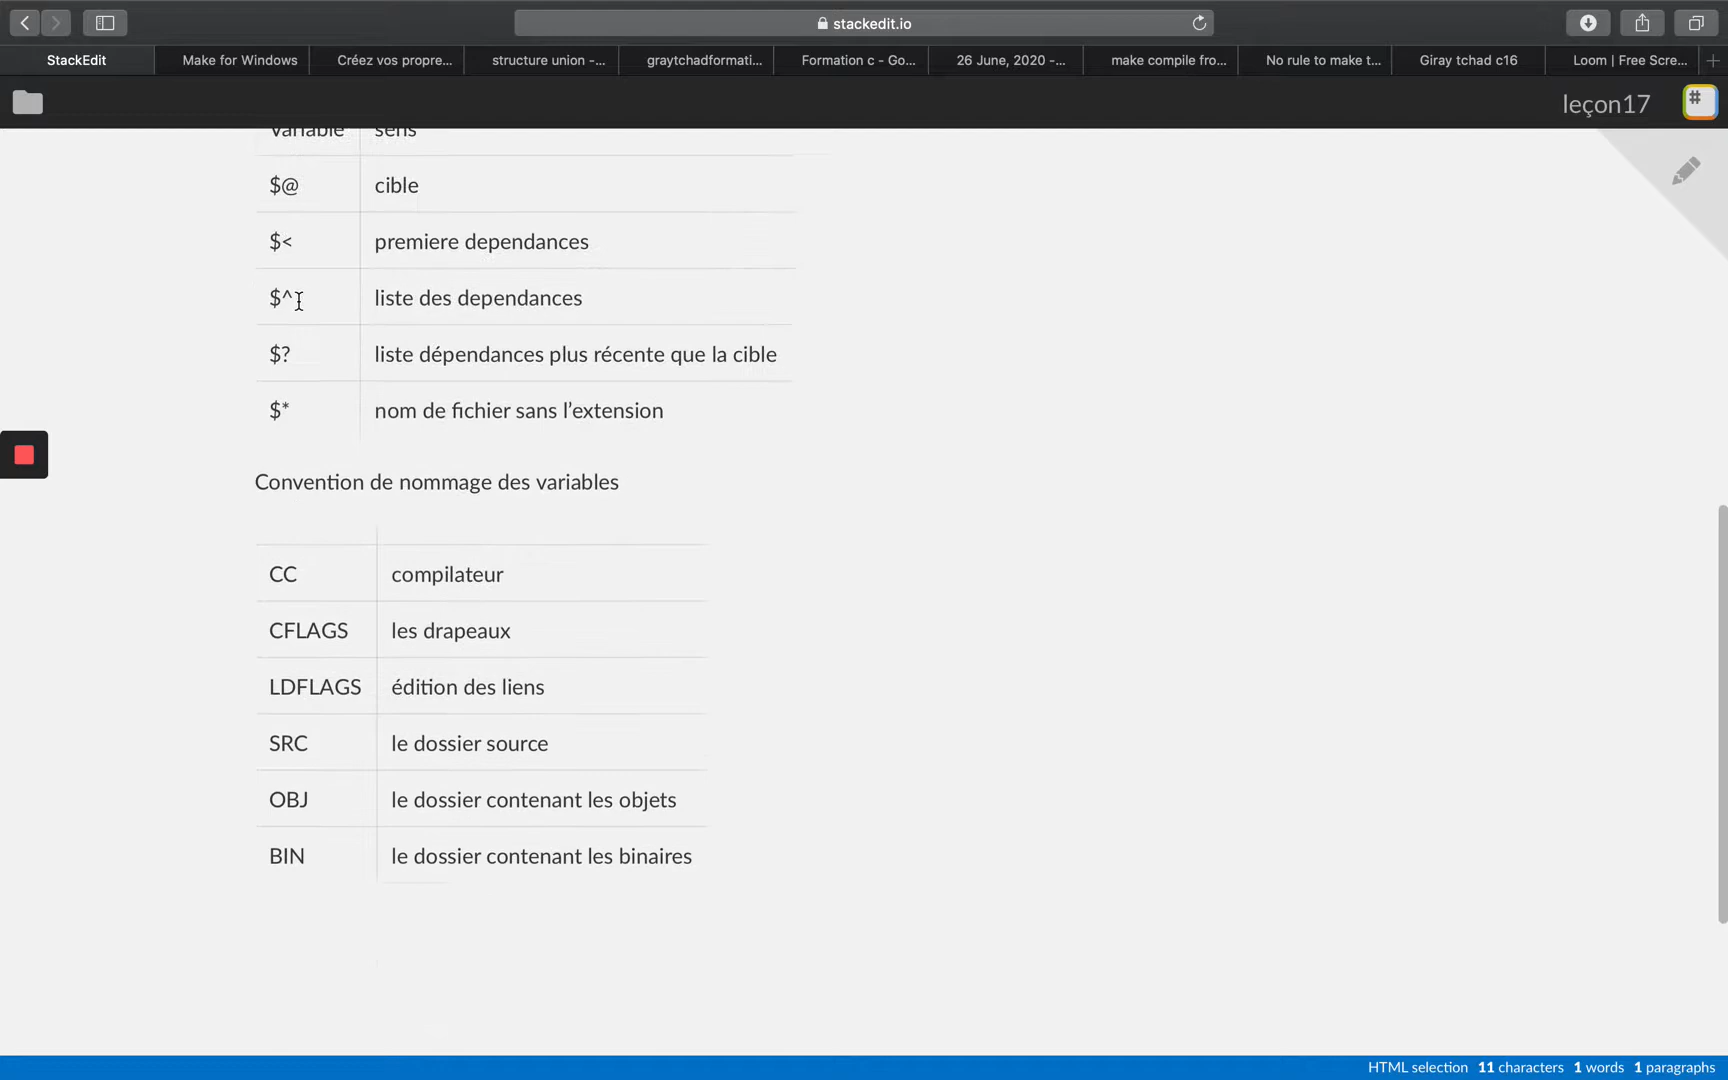 stackedit.io
StackEdit
Make for Windows
Créez vos propre...
structure union -...
graytchadformati...
Formation c - Go...
26 June, 2020 -...
make compile fro...
No rule to make t...
Giray tchad c16
Loom | Free Scre...
leçon17
Variable sens
$@ cible
$< premiere dependances
$^ liste des dependances
$? liste dépendances plus récente que la cible
$* nom de fichier sans l’extension
Convention de nommage des variables
CC compilateur
CFLAGS les drapeaux
LDFLAGS édition des liens
SRC le dossier source
OBJ le dossier contenant les objets
BIN le dossier contenant les binaires
HTML selection 11 characters 1 words 1 paragraphs